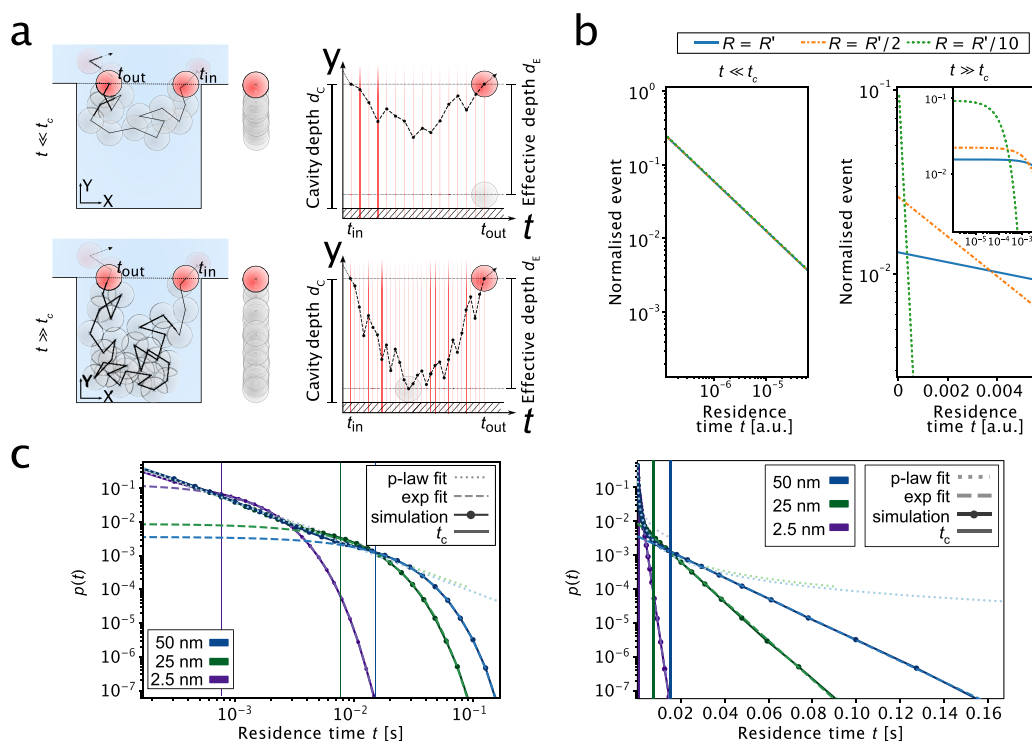 a
t_out
t_in
t ≪ t_c
Y
X
y
Cavity depth d_C
Effective depth d_E
t_in
t_out
t
t_out
t_in
t ≫ t_c
Y
X
y
Cavity depth d_C
Effective depth d_E
t_in
t_out
t
b
R = R'
R = R'/2
R = R'/10
t ≪ t_c
t ≫ t_c
10^0
10^-1
10^-2
10^-3
Normalised event
10^-6
10^-5
Residence
time t [a.u.]
10^-1
10^-2
Normalised event
10^-1
10^-2
10^-5
10^-4
10^-3
0
0.002
0.004
Residence
time t [a.u.]
c
p-law fit
exp fit
simulation
t_c
50 nm
25 nm
2.5 nm
10^-1
10^-2
10^-3
10^-4
10^-5
10^-6
10^-7
p(t)
10^-3
10^-2
10^-1
Residence time t [s]
50 nm
25 nm
2.5 nm
p-law fit
exp fit
simulation
t_c
10^-1
10^-2
10^-3
10^-4
10^-5
10^-6
10^-7
p(t)
0.02
0.04
0.06
0.08
0.10
0.12
0.14
0.16
Residence time t [s]